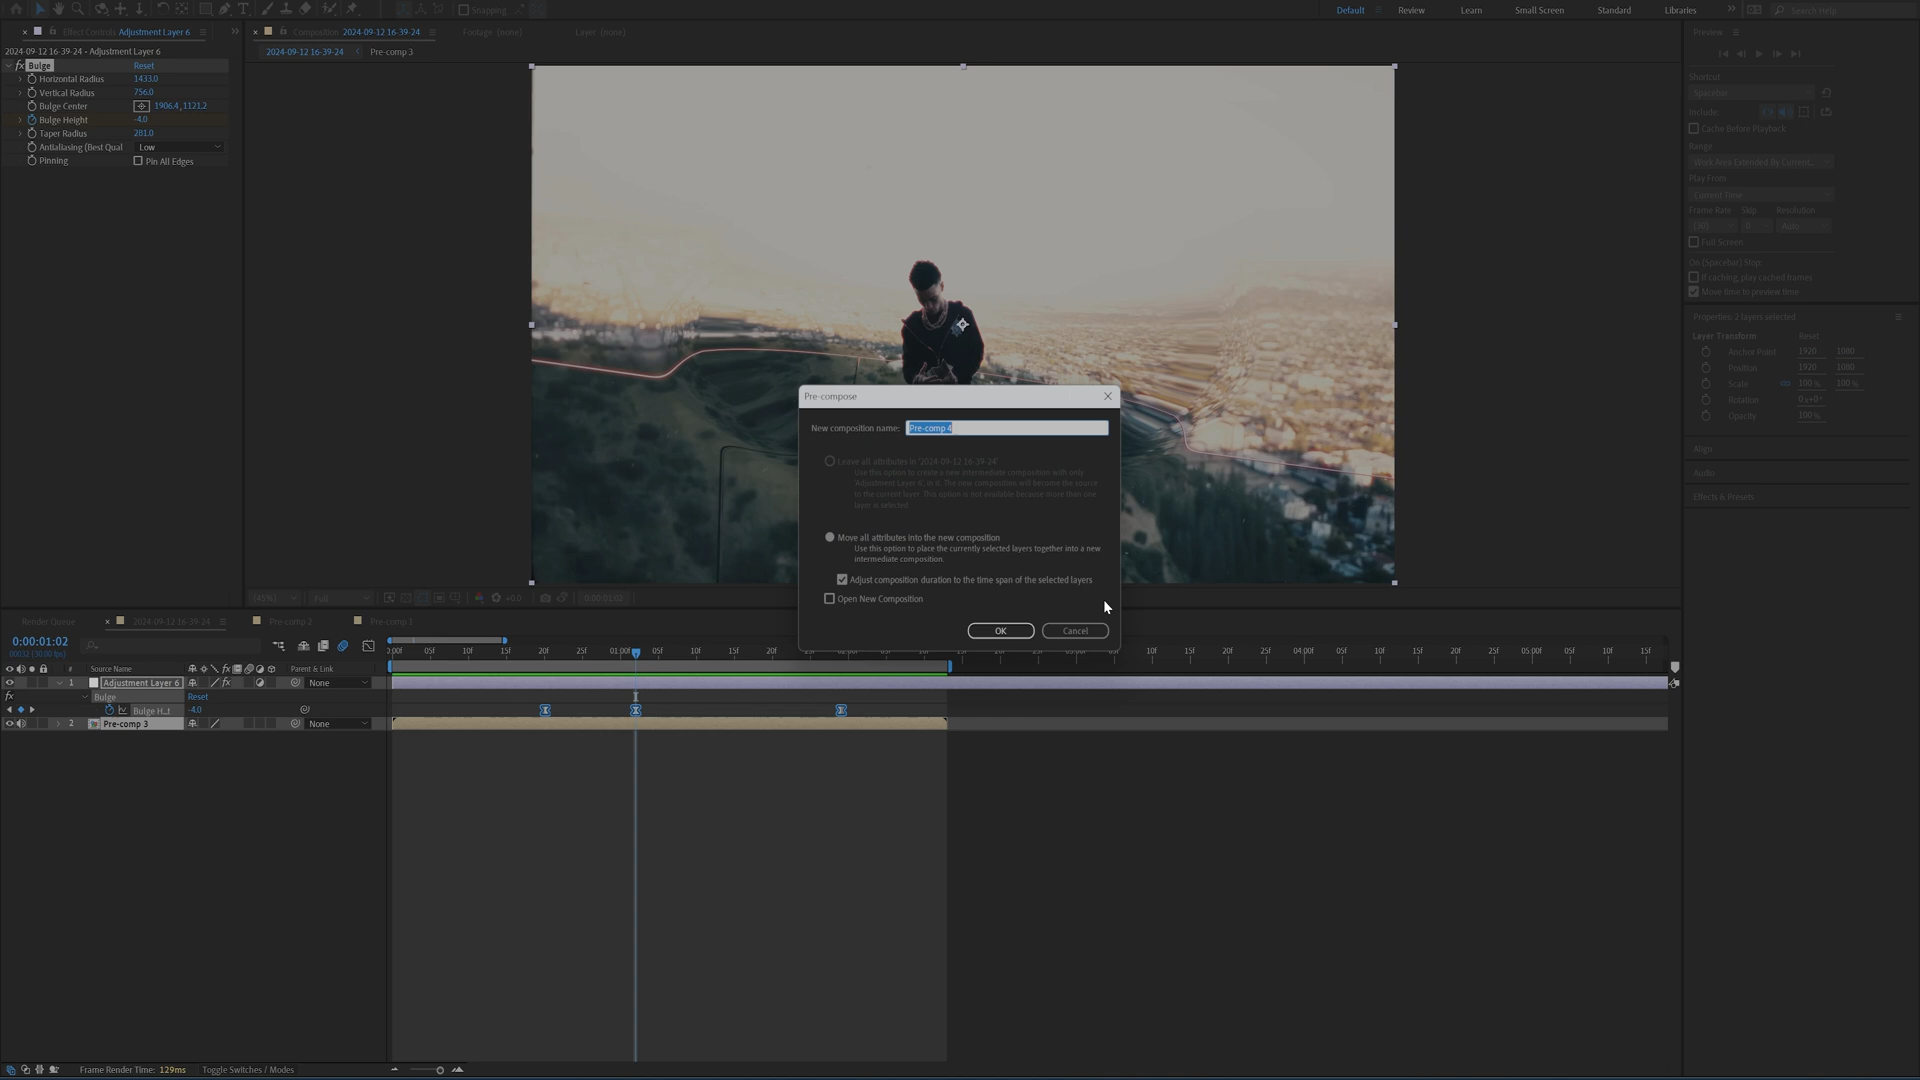 Snapping
Default
Review
Learn
Small Screen
Standard
Libraries
Search Help
Effect Controls Adjustment Layer 6
Composition 2024-09-12 16-39-24
Footage (none)
Layer (none)
2024-09-12 16-39-24 - Adjustment Layer 6
2024-09-12 16-39-24
Pre-comp 3
fx Bulge Reset
Horizontal Radius 1433.0
Vertical Radius 756.0
Bulge Center 1906.4, 1121.2
Bulge Height -4.0
Taper Radius 281.0
Antialiasing (Best Qual Low
Pinning Pin All Edges
Preview
Shortcut
Spacebar
Include:
Cache Before Playback
Range
Work Area Extended By Current...
Play From
Current Time
Frame Rate Skip Resolution
(30) 0 Auto
Full Screen
On (Spacebar) Stop:
If caching, play cached frames
Move time to preview time
Properties: 2 layers selected
Layer Transform Reset
Anchor Point 1920 1080
Position 1920 1080
Scale 100 % 100 %
Rotation 0x+0°
Opacity 100 %
Align
Audio
Effects & Presets
Pre-compose
New composition name: Pre-comp 4
Leave all attributes in '2024-09-12 16-39-24'
Use this option to create a new intermediate composition with only
'Adjustment Layer 6' in it. The new composition will become the source
to the current layer. This option is not available because more than one
layer is selected.
Move all attributes into the new composition
Use this option to place the currently selected layers together into a new
intermediate composition.
Adjust composition duration to the time span of the selected layers
Open New Composition
OK
Cancel
(45%)
Full
+0.0
0:00:01:02
Render Queue
2024-09-12 16-39-24
Pre-comp 2
Pre-comp 1
0:00:01:02
00032 (30.00 fps)
0:00f 05f 10f 15f 20f 25f 01:00f 05f 10f 15f 20f 25f 02:00f
20f 25f 04:00f 05f 10f 15f 20f 25f 05:00f 05f 10f 15f
# Source Name
Parent & Link
1 Adjustment Layer 6 fx None
fx Bulge Reset
Bulge H...t -4.0
2 Pre-comp 3 None
Frame Render Time: 129ms
Toggle Switches / Modes